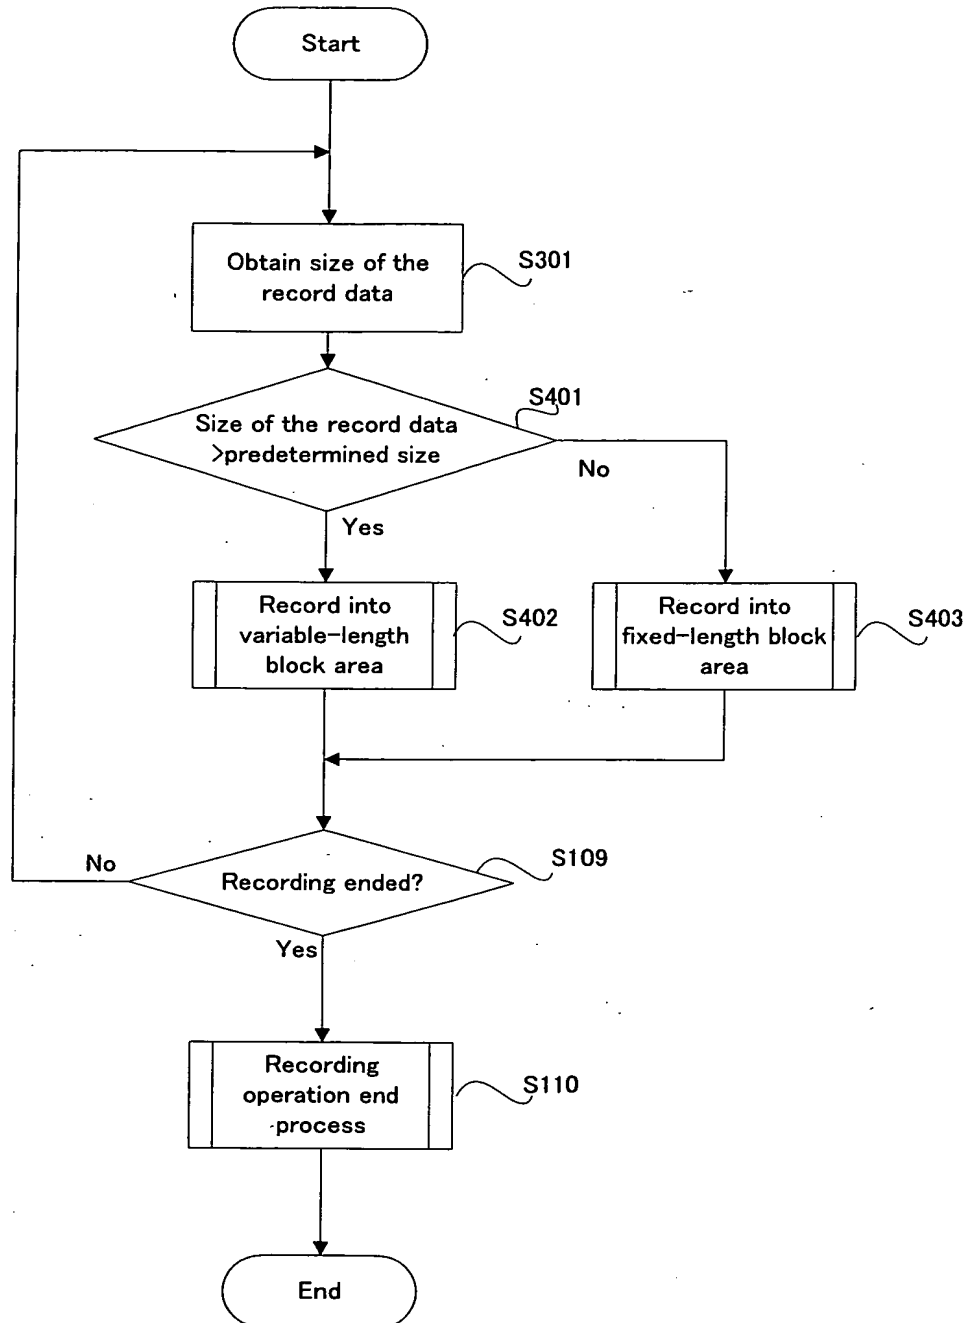 Start
Obtain size of the
record data
S301
Size of the record data
>predetermined size
S401
No
Yes
Record into
variable-length
block area
S402
Record into
fixed-length block
area
S403
Recording ended?
S109
No
Yes
Recording
operation end
process
S110
End